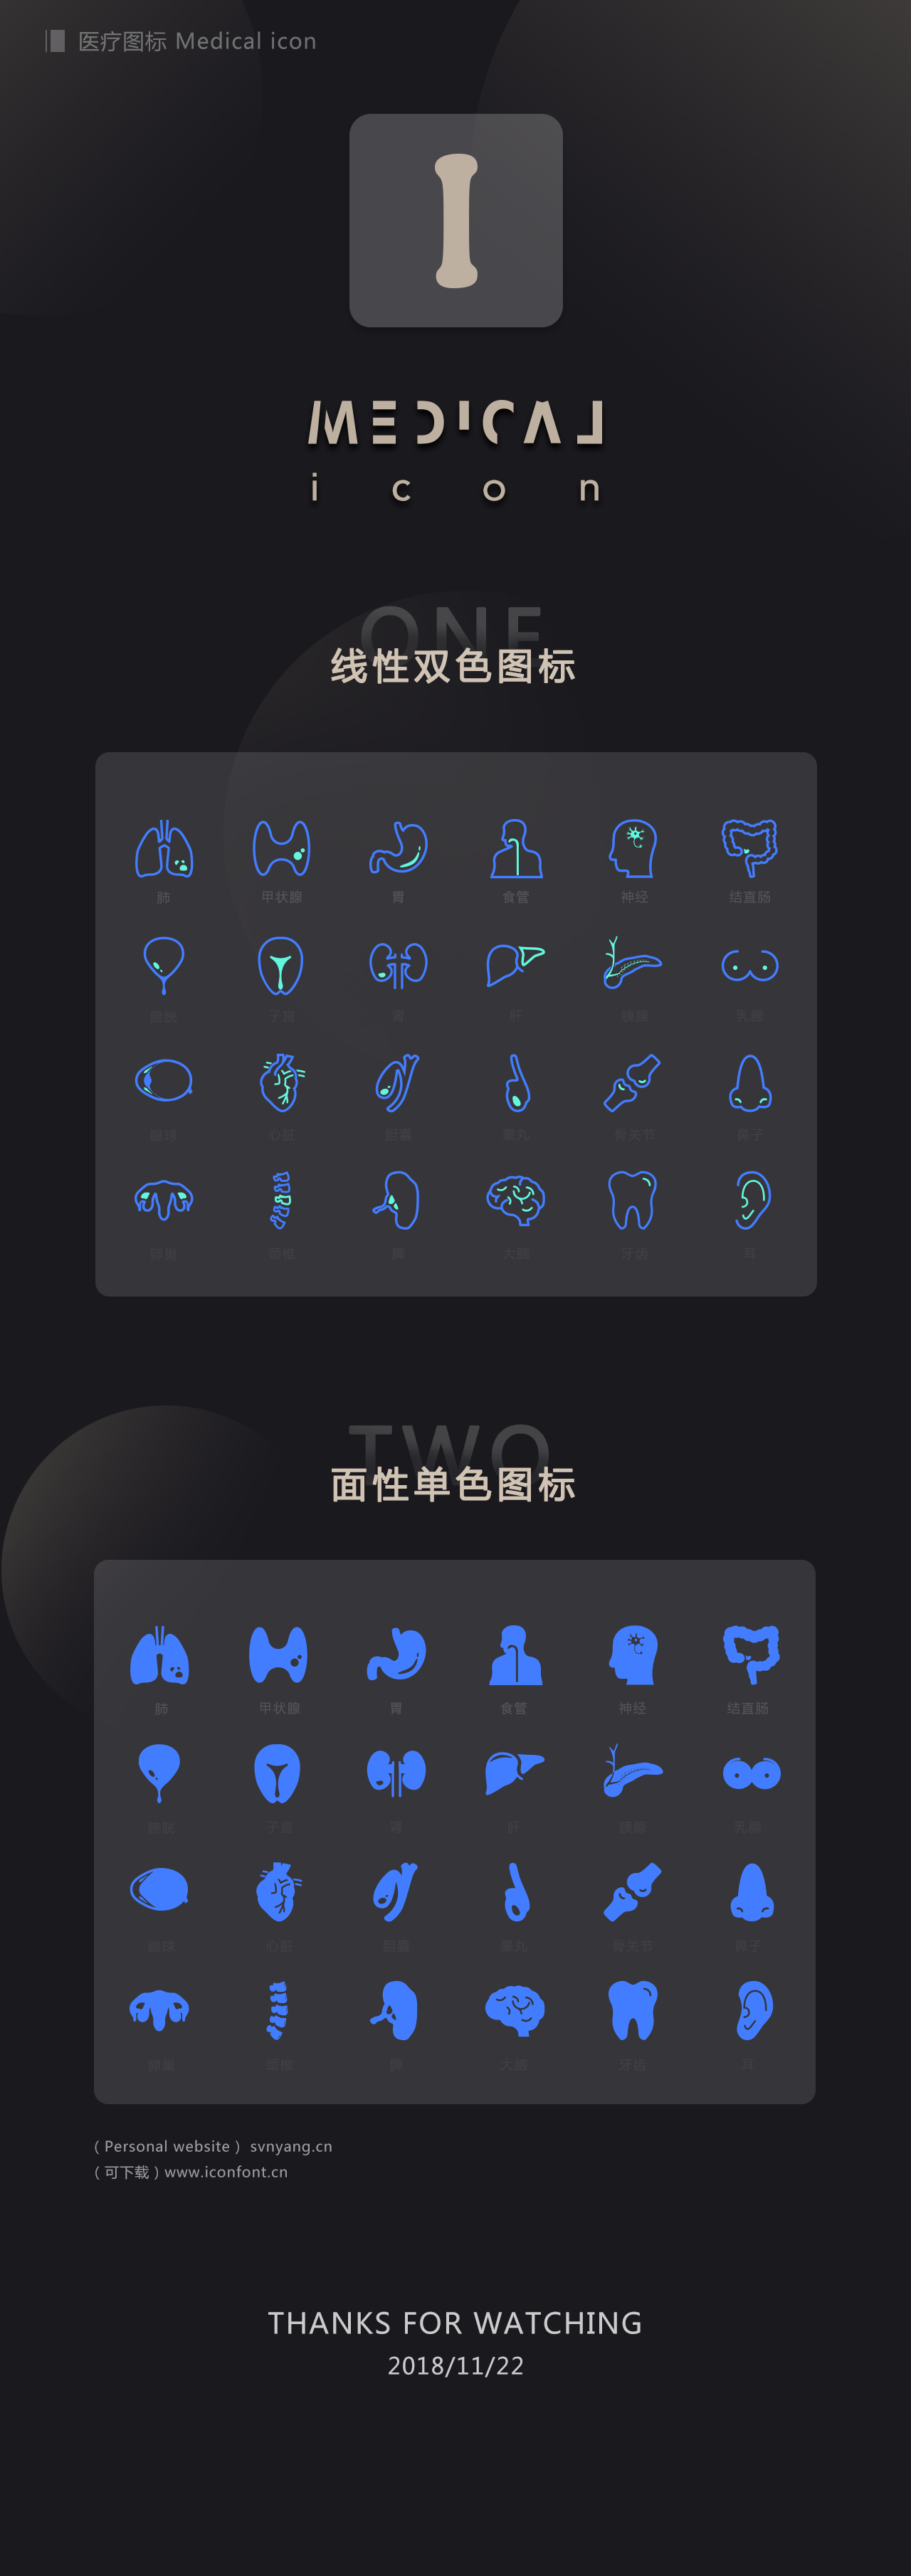 医疗图标 Medical icon
MEDICAL
icon
ONE
线性双色图标
肺 甲状腺 胃 食管 神经 结直肠
膀胱 子宫 肾 肝 胰腺 乳腺
眼球 心脏 胆囊 睾丸 骨关节 鼻子
卵巢 颈椎 脾 大脑 牙齿 耳
TWO
面性单色图标
肺 甲状腺 胃 食管 神经 结直肠
膀胱 子宫 肾 肝 胰腺 乳腺
眼球 心脏 胆囊 睾丸 骨关节 鼻子
卵巢 颈椎 脾 大脑 牙齿 耳
( Personal website ) svnyang.cn
( 可下载 ) www.iconfont.cn
THANKS FOR WATCHING
2018/11/22